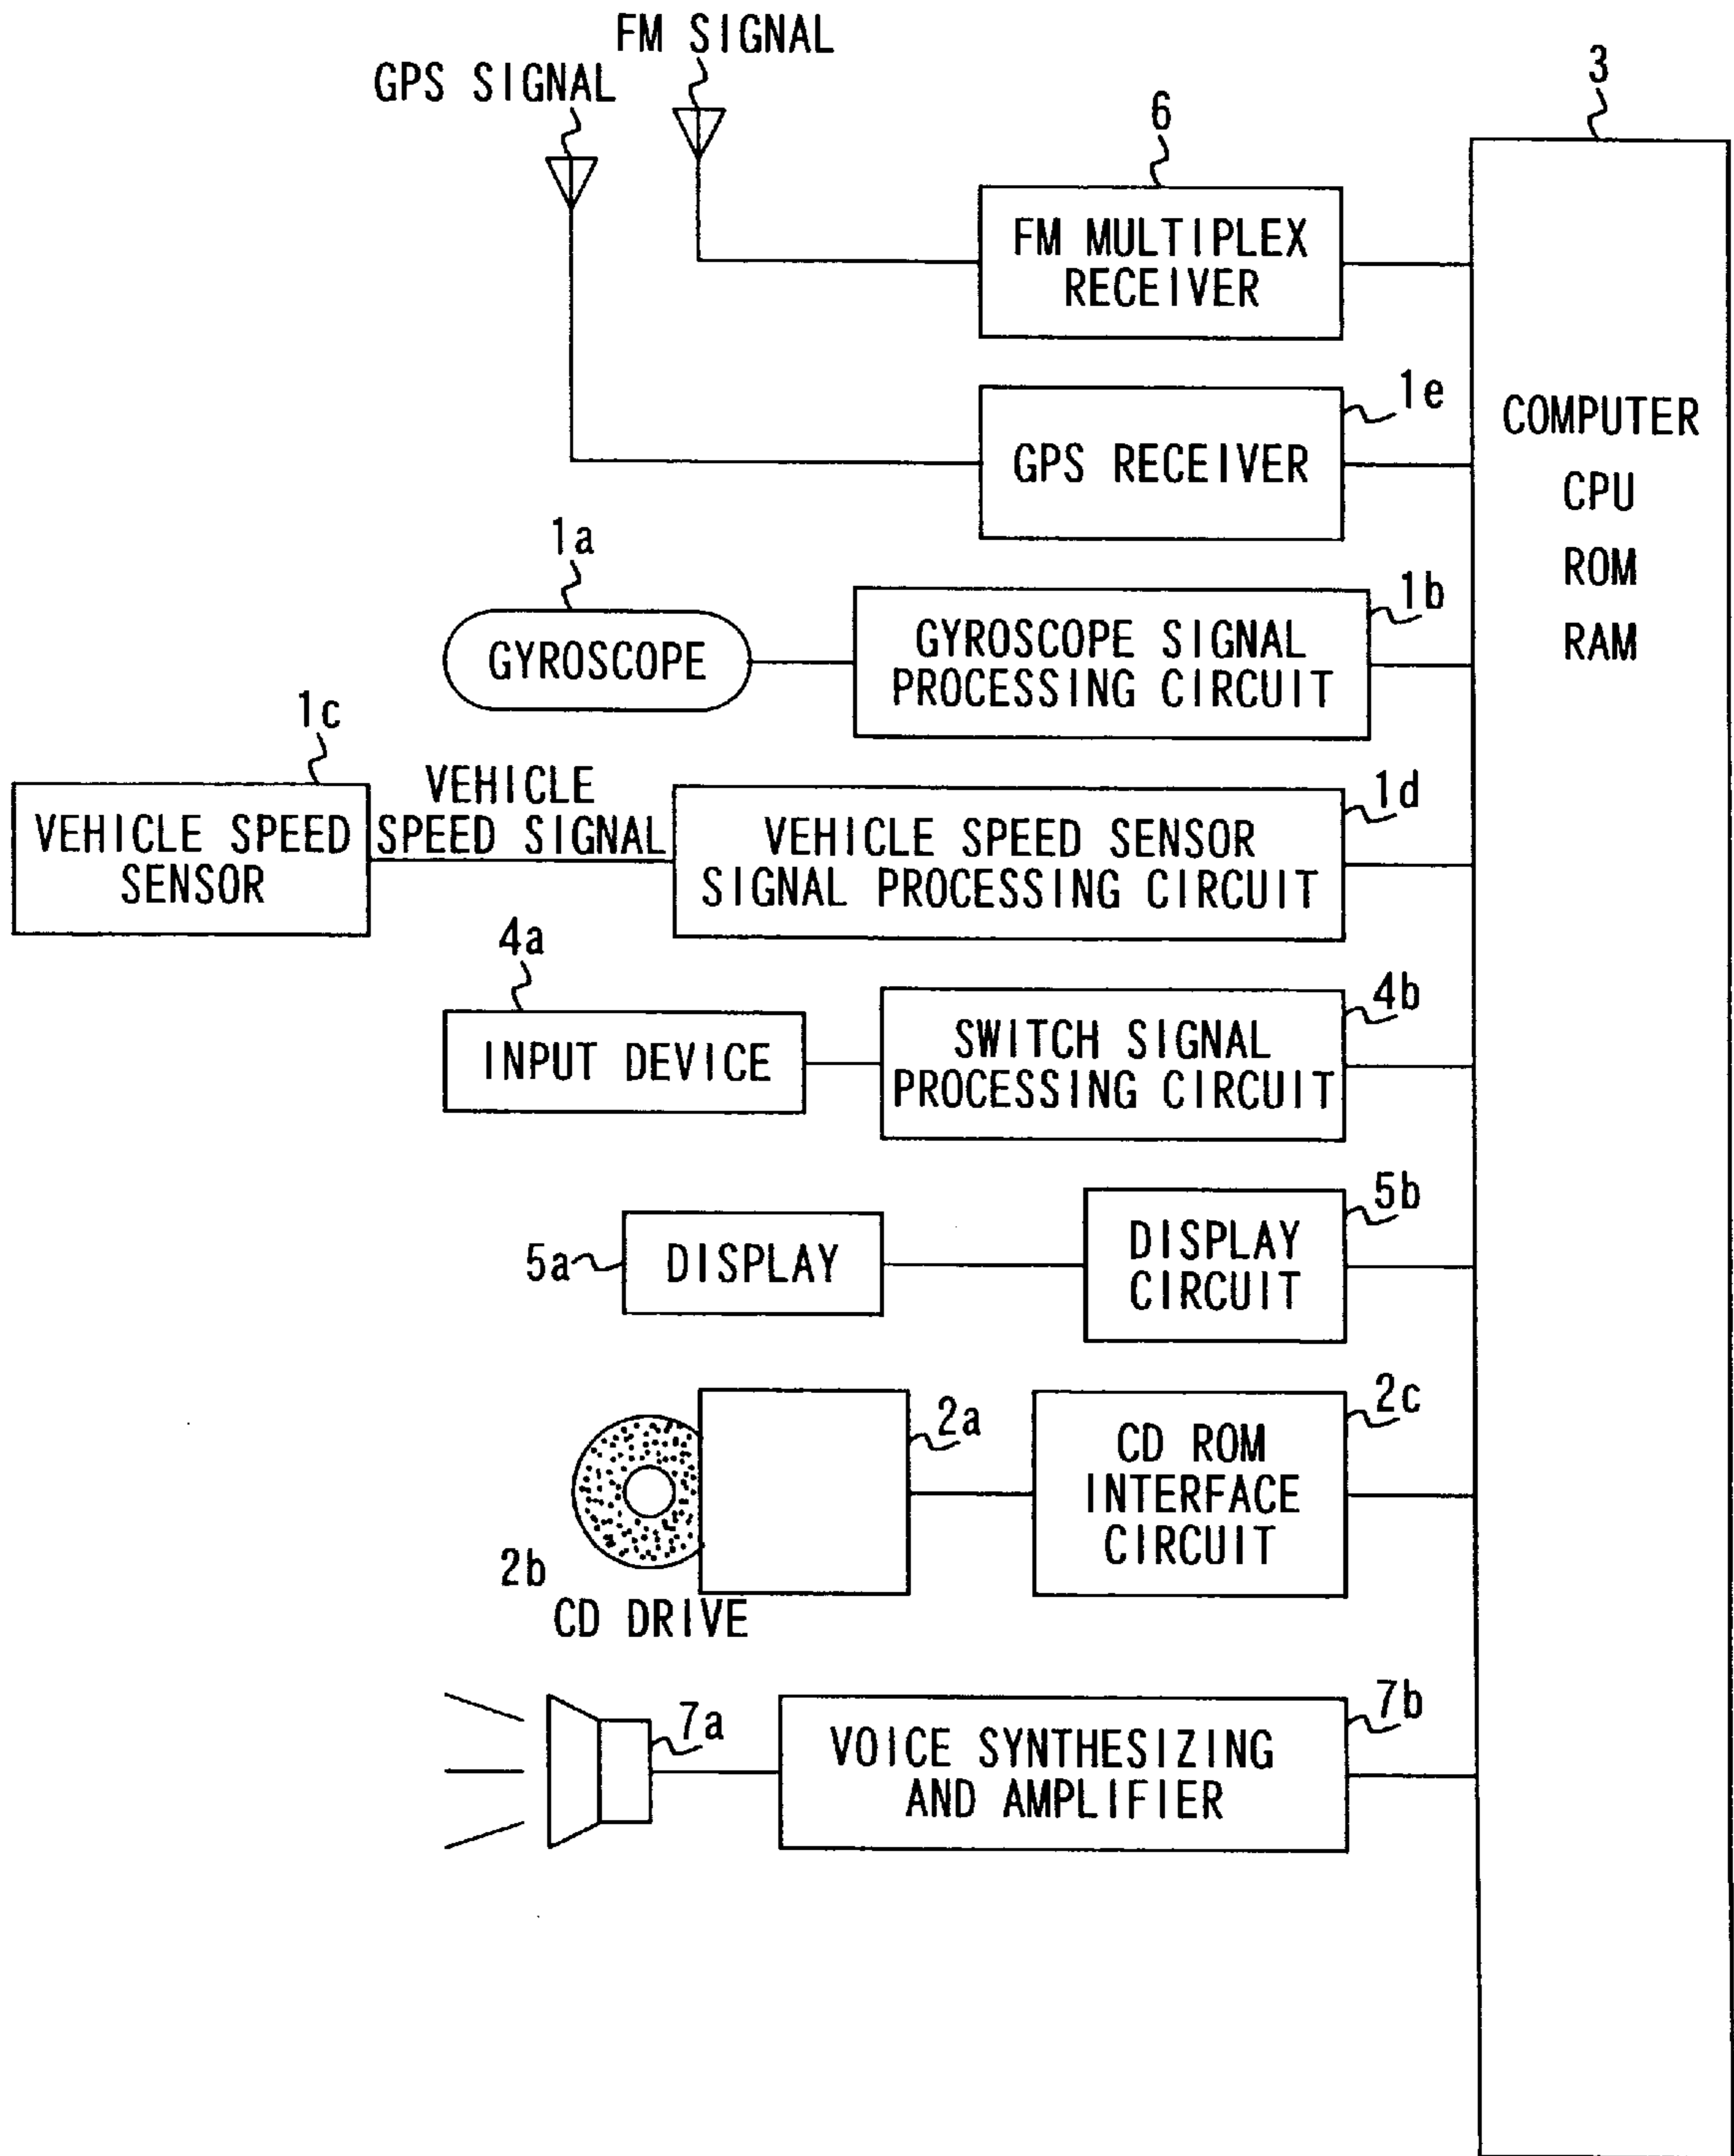 FM SIGNAL
GPS SIGNAL
3
6
FM MULTIPLEX
RECEIVER
1e
GPS RECEIVER
COMPUTER
CPU
ROM
RAM
1a
GYROSCOPE
1b
GYROSCOPE SIGNAL
PROCESSING CIRCUIT
1c
VEHICLE SPEED
SENSOR
VEHICLE
SPEED SIGNAL
1d
VEHICLE SPEED SENSOR
SIGNAL PROCESSING CIRCUIT
4a
INPUT DEVICE
4b
SWITCH SIGNAL
PROCESSING CIRCUIT
5a
DISPLAY
5b
DISPLAY
CIRCUIT
2a
2b
CD DRIVE
2c
CD ROM
INTERFACE
CIRCUIT
7a
7b
VOICE SYNTHESIZING
AND AMPLIFIER